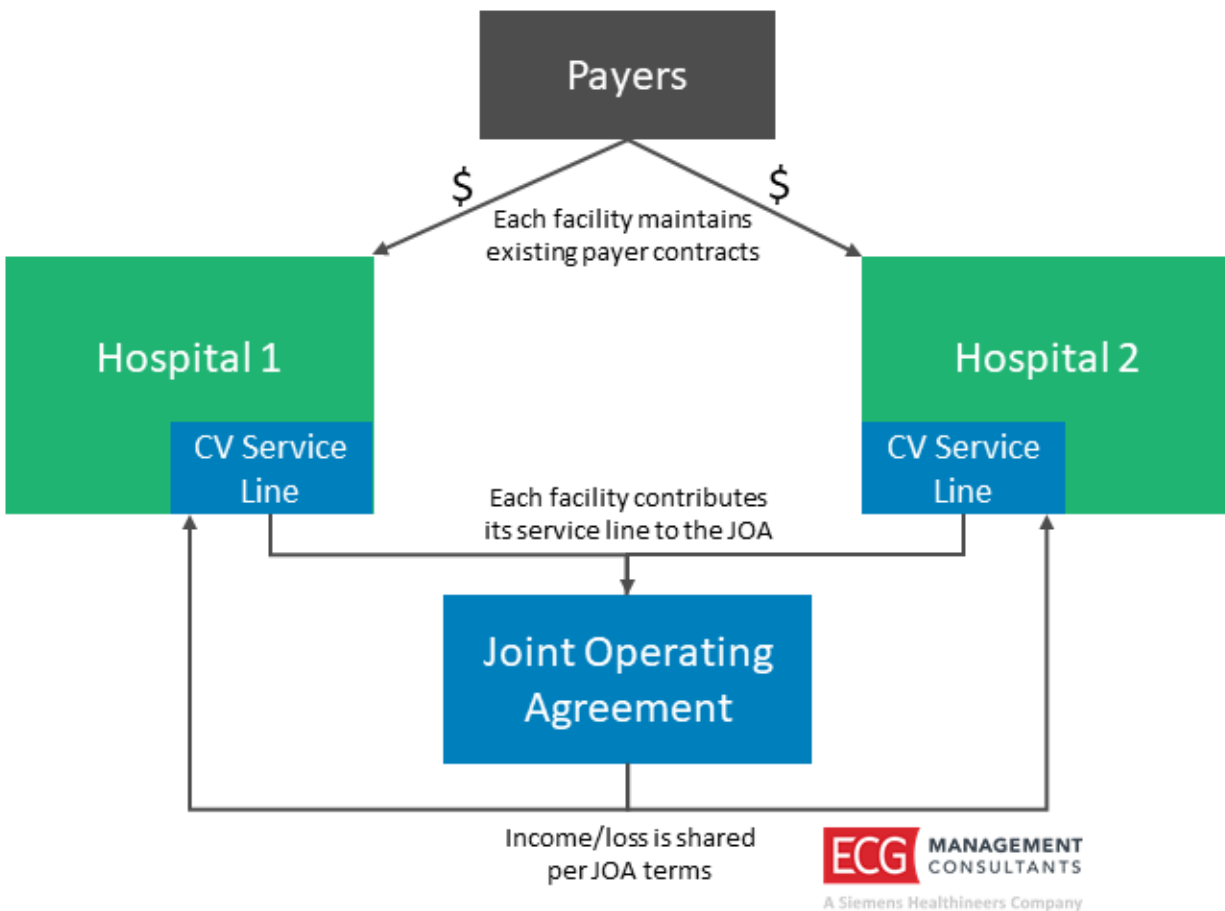 Payers
$
$
Each facility maintains
existing payer contracts
Hospital 1
Hospital 2
CV Service
Line
CV Service
Line
Each facility contributes
its service line to the JOA
Joint Operating
Agreement
Income/loss is shared
per JOA terms
ECG
MANAGEMENT
CONSULTANTS
A Siemens Healthineers Company